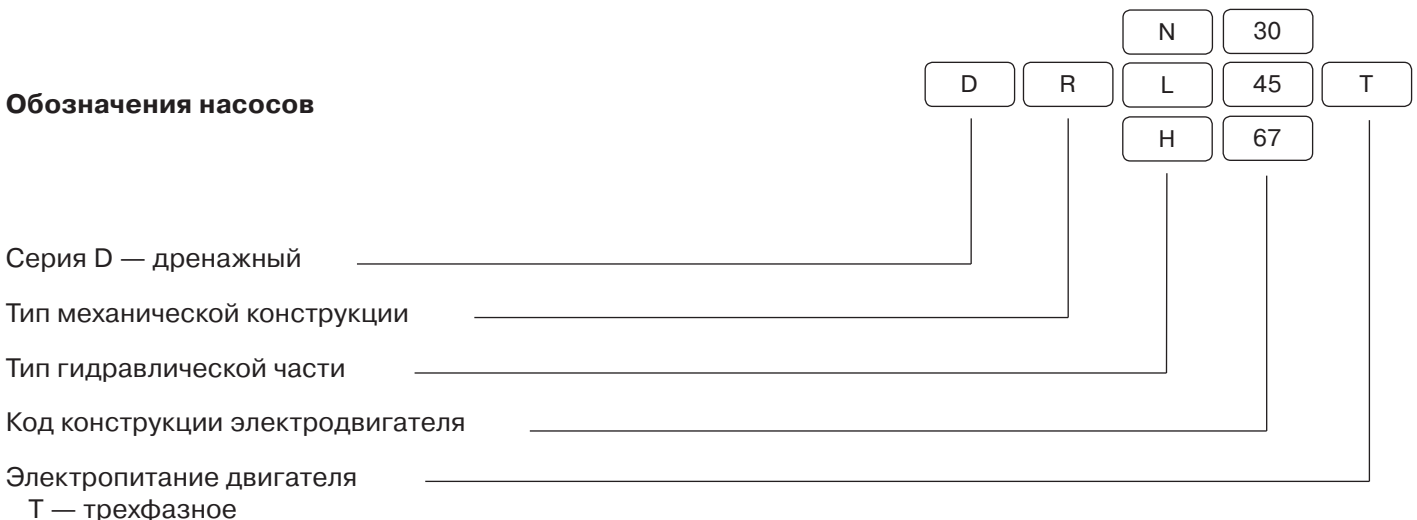 N 30
Обозначения насосов D R L 45 T
H 67
Серия D — дренажный
Тип механической конструкции
Тип гидравлической части
Код конструкции электродвигателя
Электропитание двигателя
T — трехфазное